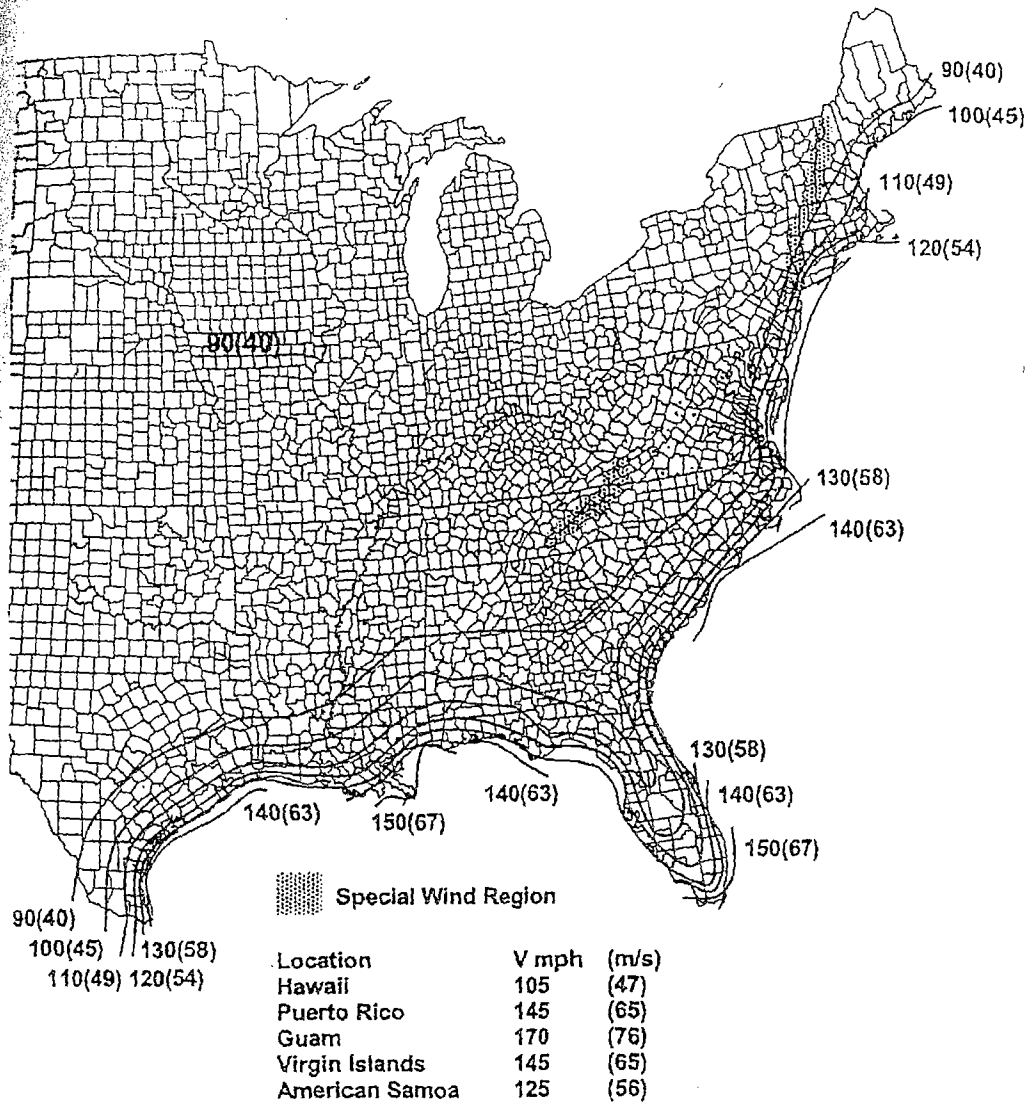 90(40)
100(45)
110(49)
120(54)
90(40)
130(58)
140(63)
130(58)
140(63)
140(63)
140(63)
150(67)
150(67)
Special Wind Region
90(40)
100(45) 130(58)
110(49) 120(54)
Location V mph (m/s)
Hawaii 105 (47)
Puerto Rico 145 (65)
Guam 170 (76)
Virgin Islands 145 (65)
American Samoa 125 (56)